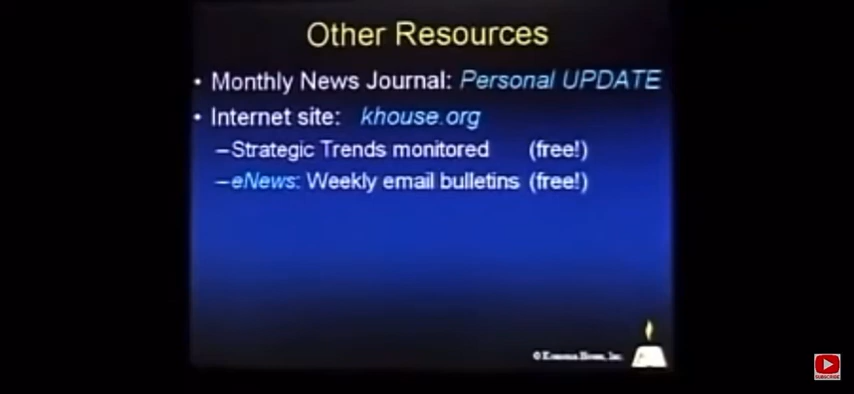 Other Resources
• Monthly News Journal: Personal UPDATE
• Internet site: khouse.org
–Strategic Trends monitored (free!)
–eNews: Weekly email bulletins (free!)
SUBSCRIBE